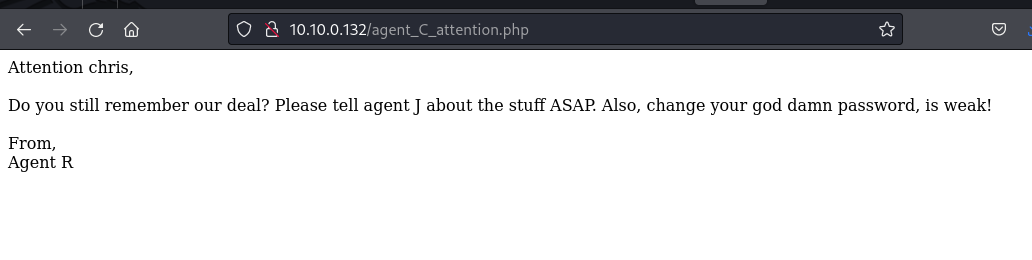 10.10.0.132/agent_C_attention.php
Attention chris,
Do you still remember our deal? Please tell agent J about the stuff ASAP. Also, change your god damn password, is weak!
From,
Agent R